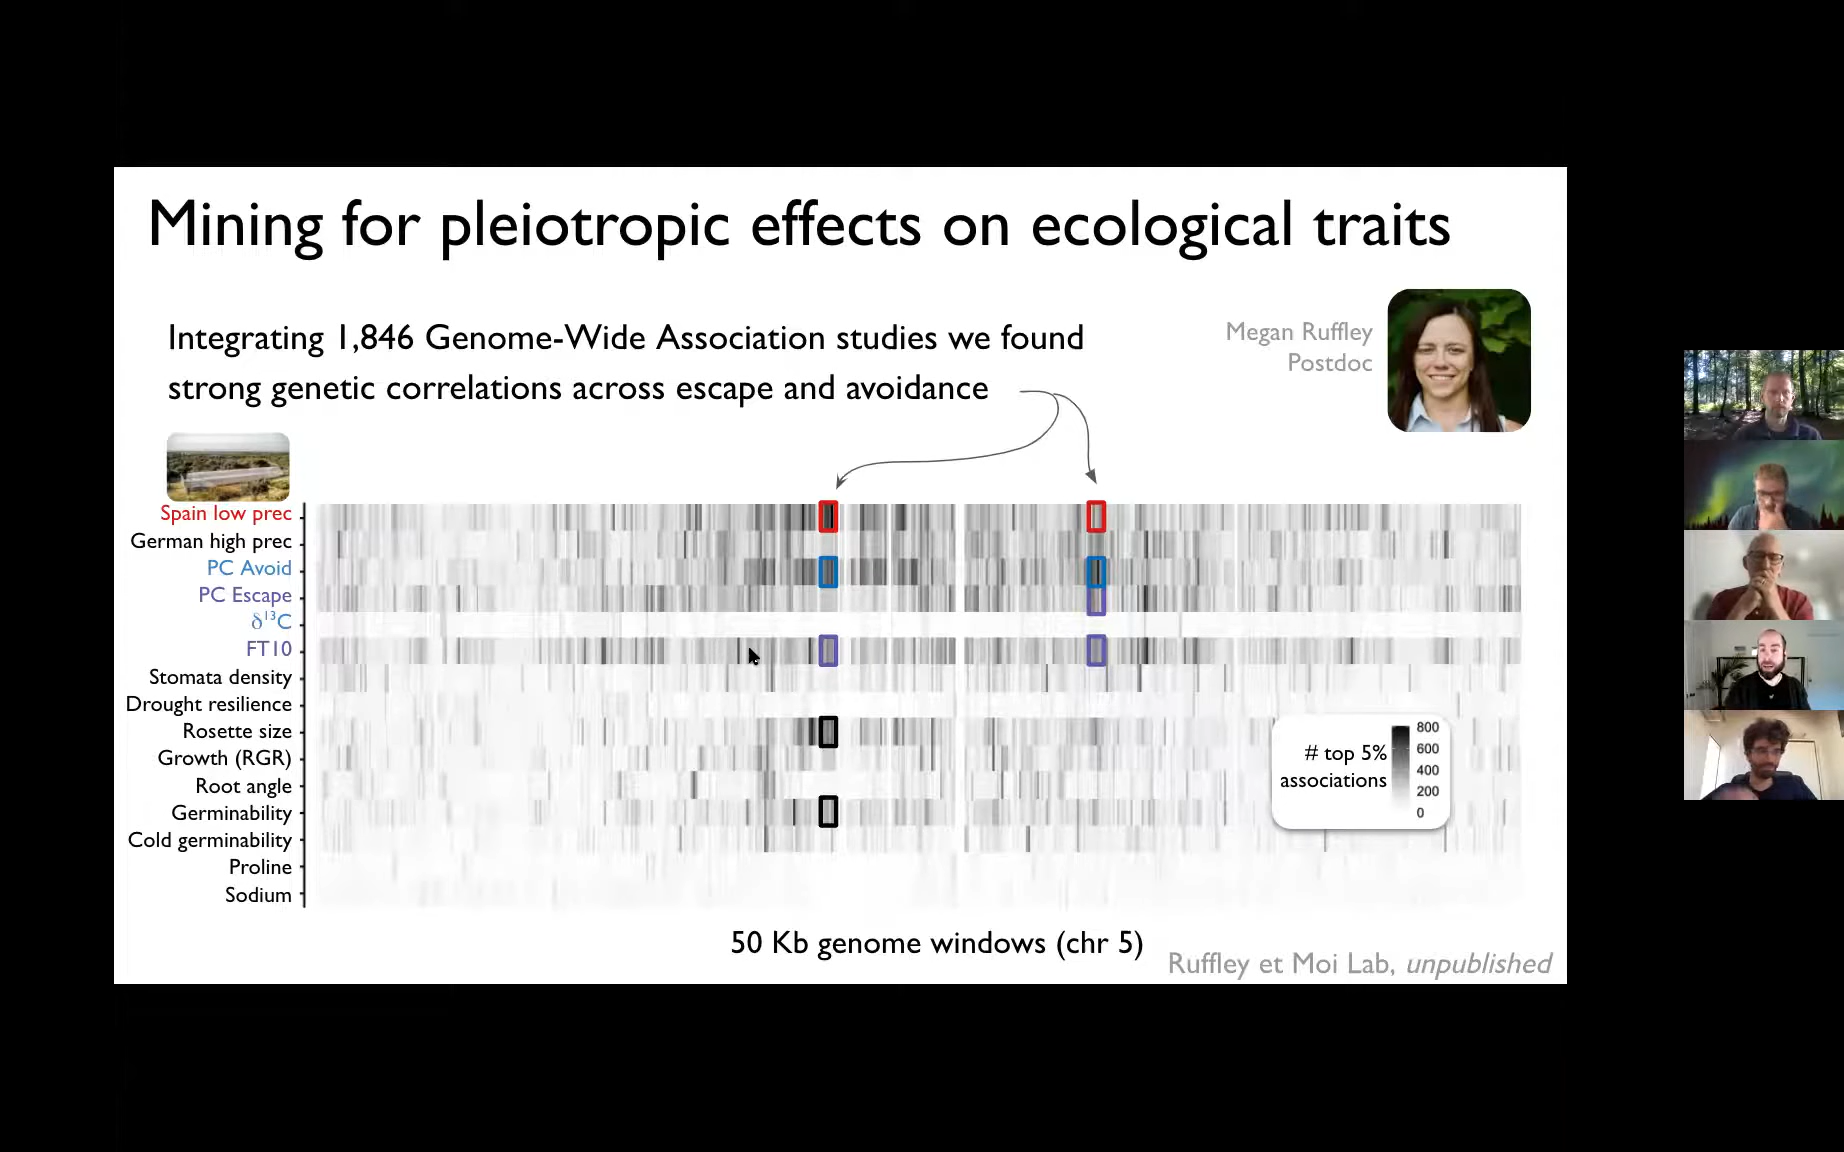 Mining for pleiotropic effects on ecological traits
Integrating 1,846 Genome-Wide Association studies we found
strong genetic correlations across escape and avoidance
Megan Ruffley
Postdoc
Spain low prec
German high prec
PC Avoid
PC Escape
δ¹³C
FT10
Stomata density
Drought resilience
Rosette size
Growth (RGR)
Root angle
Germinability
Cold germinability
Proline
Sodium
# top 5%
associations
800
600
400
200
0
50 Kb genome windows (chr 5)
Ruffley et Moi Lab, unpublished